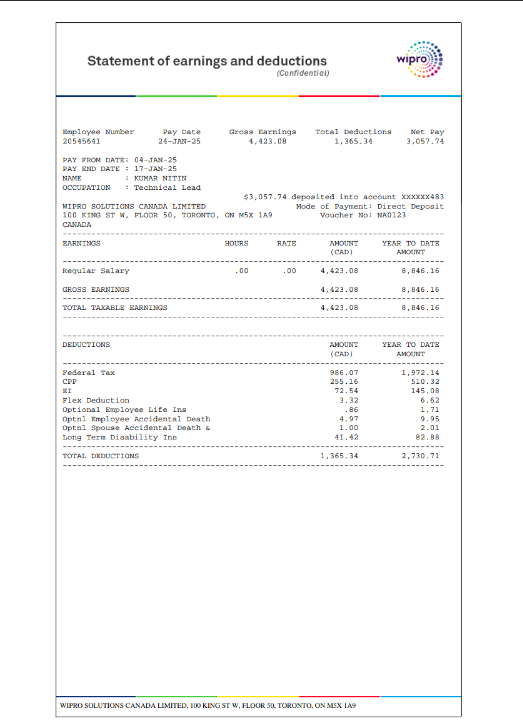 Statement of earnings and deductions
(Confidential)
wipro
Employee Number Pay Date Gross Earnings Total Deductions Net Pay
20545641 24-JAN-25 4,423.08 1,365.34 3,057.74
PAY FROM DATE: 04-JAN-25
PAY END DATE : 17-JAN-25
NAME : KUMAR NITIN
OCCUPATION : Technical Lead
$3,057.74 deposited into account XXXXXX483
WIPRO SOLUTIONS CANADA LIMITED Mode of Payment: Direct Deposit
100 KING ST W, FLOOR 50, TORONTO, ON M5X 1A9 Voucher No: NA0123
CANADA
EARNINGS HOURS RATE AMOUNT YEAR TO DATE
(CAD) AMOUNT
Regular Salary .00 .00 4,423.08 8,846.16
GROSS EARNINGS 4,423.08 8,846.16
TOTAL TAXABLE EARNINGS 4,423.08 8,846.16
DEDUCTIONS AMOUNT YEAR TO DATE
(CAD) AMOUNT
Federal Tax 986.07 1,972.14
CPP 255.16 510.32
EI 72.54 145.08
Flex Deduction 3.32 6.62
Optional Employee Life Ins .86 1.71
Optnl Employee Accidental Death 4.97 9.95
Optnl Spouse Accidental Death & 1.00 2.01
Long Term Disability Ins 41.42 82.88
TOTAL DEDUCTIONS 1,365.34 2,730.71
WIPRO SOLUTIONS CANADA LIMITED, 100 KING ST W, FLOOR 50, TORONTO, ON M5X 1A9